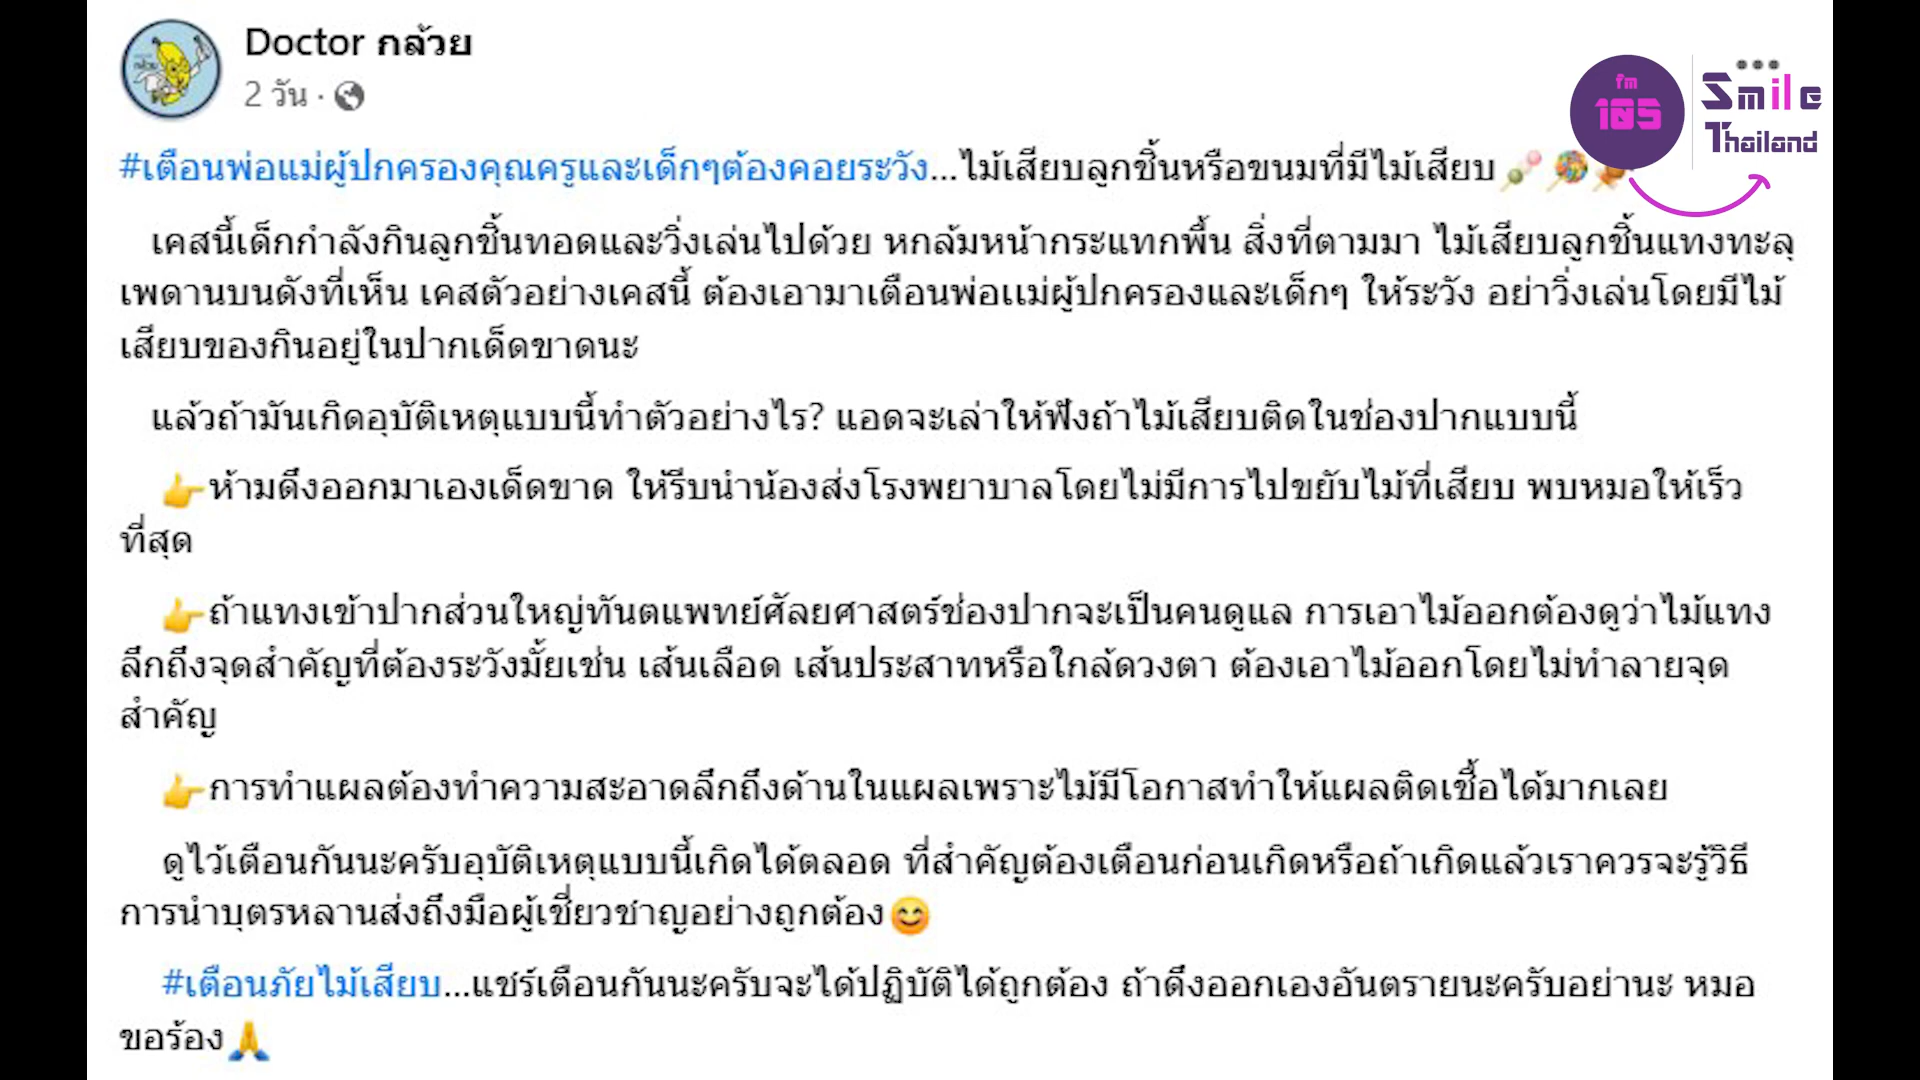 Doctor กล้วย
2 วัน ·
fm
105
Smile
Thailand
#เตือนพ่อแม่ผู้ปกครองคุณครูและเด็กๆต้องคอยระวัง...ไม้เสียบลูกชิ้นหรือขนมที่มีไม้เสียบ🍡🍭
เคสนี้เด็กกำลังกินลูกชิ้นทอดและวิ่งเล่นไปด้วย หกล้มหน้ากระแทกพื้น สิ่งที่ตามมา ไม้เสียบลูกชิ้นแทงทะลุ
เพดานบนดังที่เห็น เคสตัวอย่างเคสนี้ ต้องเอามาเตือนพ่อแม่ผู้ปกครองและเด็กๆ ให้ระวัง อย่าวิ่งเล่นโดยมีไม้
เสียบของกินอยู่ในปากเด็ดขาดนะ
แล้วถ้ามันเกิดอุบัติเหตุแบบนี้ทำตัวอย่างไร? แอดจะเล่าให้ฟังถ้าไม้เสียบติดในช่องปากแบบนี้
👉ห้ามดึงออกมาเองเด็ดขาด ให้รีบนำน้องส่งโรงพยาบาลโดยไม่มีการไปขยับไม้ที่เสียบ พบหมอให้เร็ว
ที่สุด
👉ถ้าแทงเข้าปากส่วนใหญ่ทันตแพทย์ศัลยศาสตร์ช่องปากจะเป็นคนดูแล การเอาไม้ออกต้องดูว่าไม้แทง
ลึกถึงจุดสำคัญที่ต้องระวังมั้ยเช่น เส้นเลือด เส้นประสาทหรือใกล้ดวงตา ต้องเอาไม้ออกโดยไม่ทำลายจุด
สำคัญ
👉การทำแผลต้องทำความสะอาดลึกถึงด้านในแผลเพราะไม้มีโอกาสทำให้แผลติดเชื้อได้มากเลย
ดูไว้เตือนกันนะครับอุบัติเหตุแบบนี้เกิดได้ตลอด ที่สำคัญต้องเตือนก่อนเกิดหรือถ้าเกิดแล้วเราควรจะรู้วิธี
การนำบุตรหลานส่งถึงมือผู้เชี่ยวชาญอย่างถูกต้อง😊
#เตือนภัยไม้เสียบ...แชร์เตือนกันนะครับจะได้ปฏิบัติได้ถูกต้อง ถ้าดึงออกเองอันตรายนะครับอย่านะ หมอ
ขอร้อง🙏